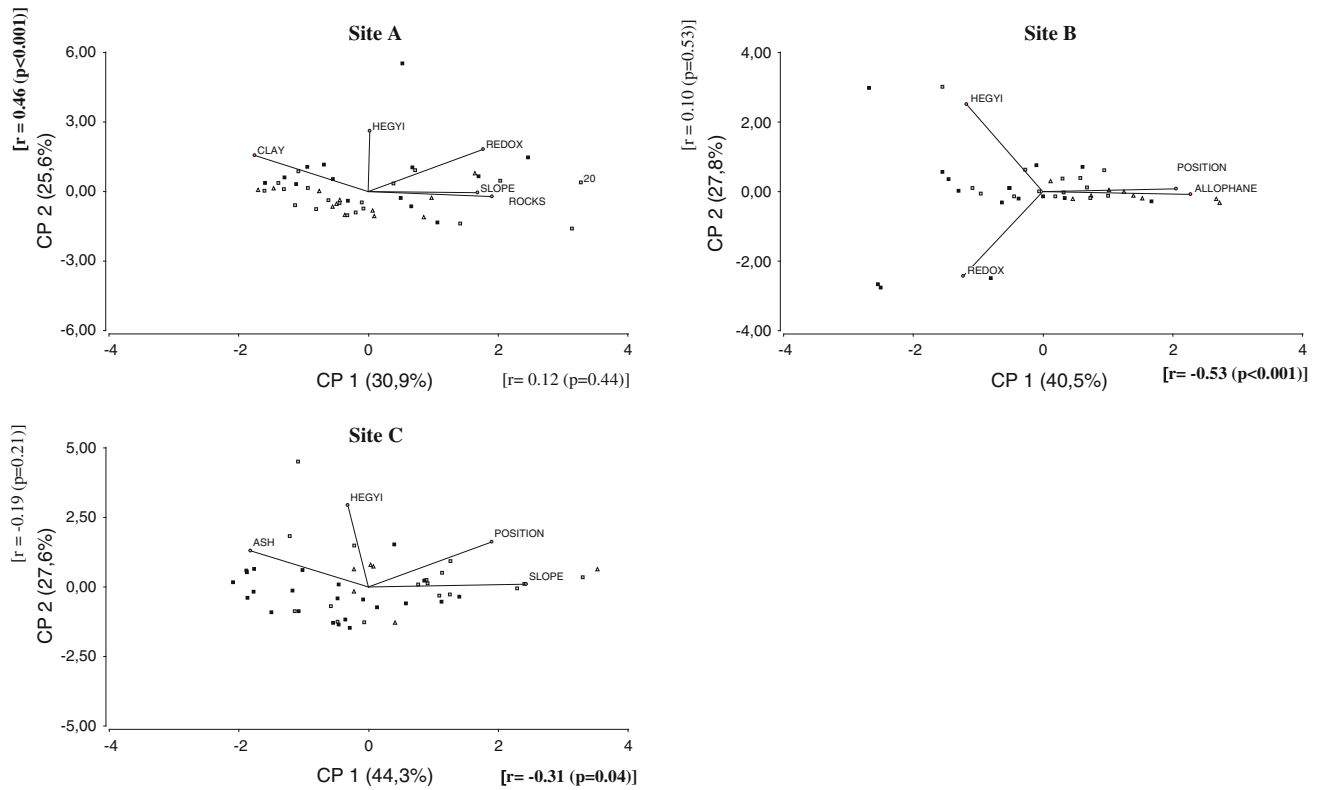 Site A
[r = 0.46 (p<0.001)]
CP 2 (25,6%)
6,00
3,00
0,00
-3,00
-6,00
HEGYI
CLAY
REDOX
SLOPE
ROCKS
20
-4
-2
0
2
4
CP 1 (30,9%)
[r= 0.12 (p=0.44)]
Site B
[r = 0.10 (p=0.53)]
CP 2 (27,8%)
4,00
2,00
0,00
-2,00
-4,00
HEGYI
POSITION
ALLOPHANE
REDOX
-4
-2
0
2
4
CP 1 (40,5%)
[r= -0.53 (p<0.001)]
Site C
[r = -0.19 (p=0.21)]
CP 2 (27,6%)
5,00
2,50
0,00
-2,50
-5,00
HEGYI
ASH
POSITION
SLOPE
-4
-2
0
2
4
CP 1 (44,3%)
[r= -0.31 (p=0.04)]